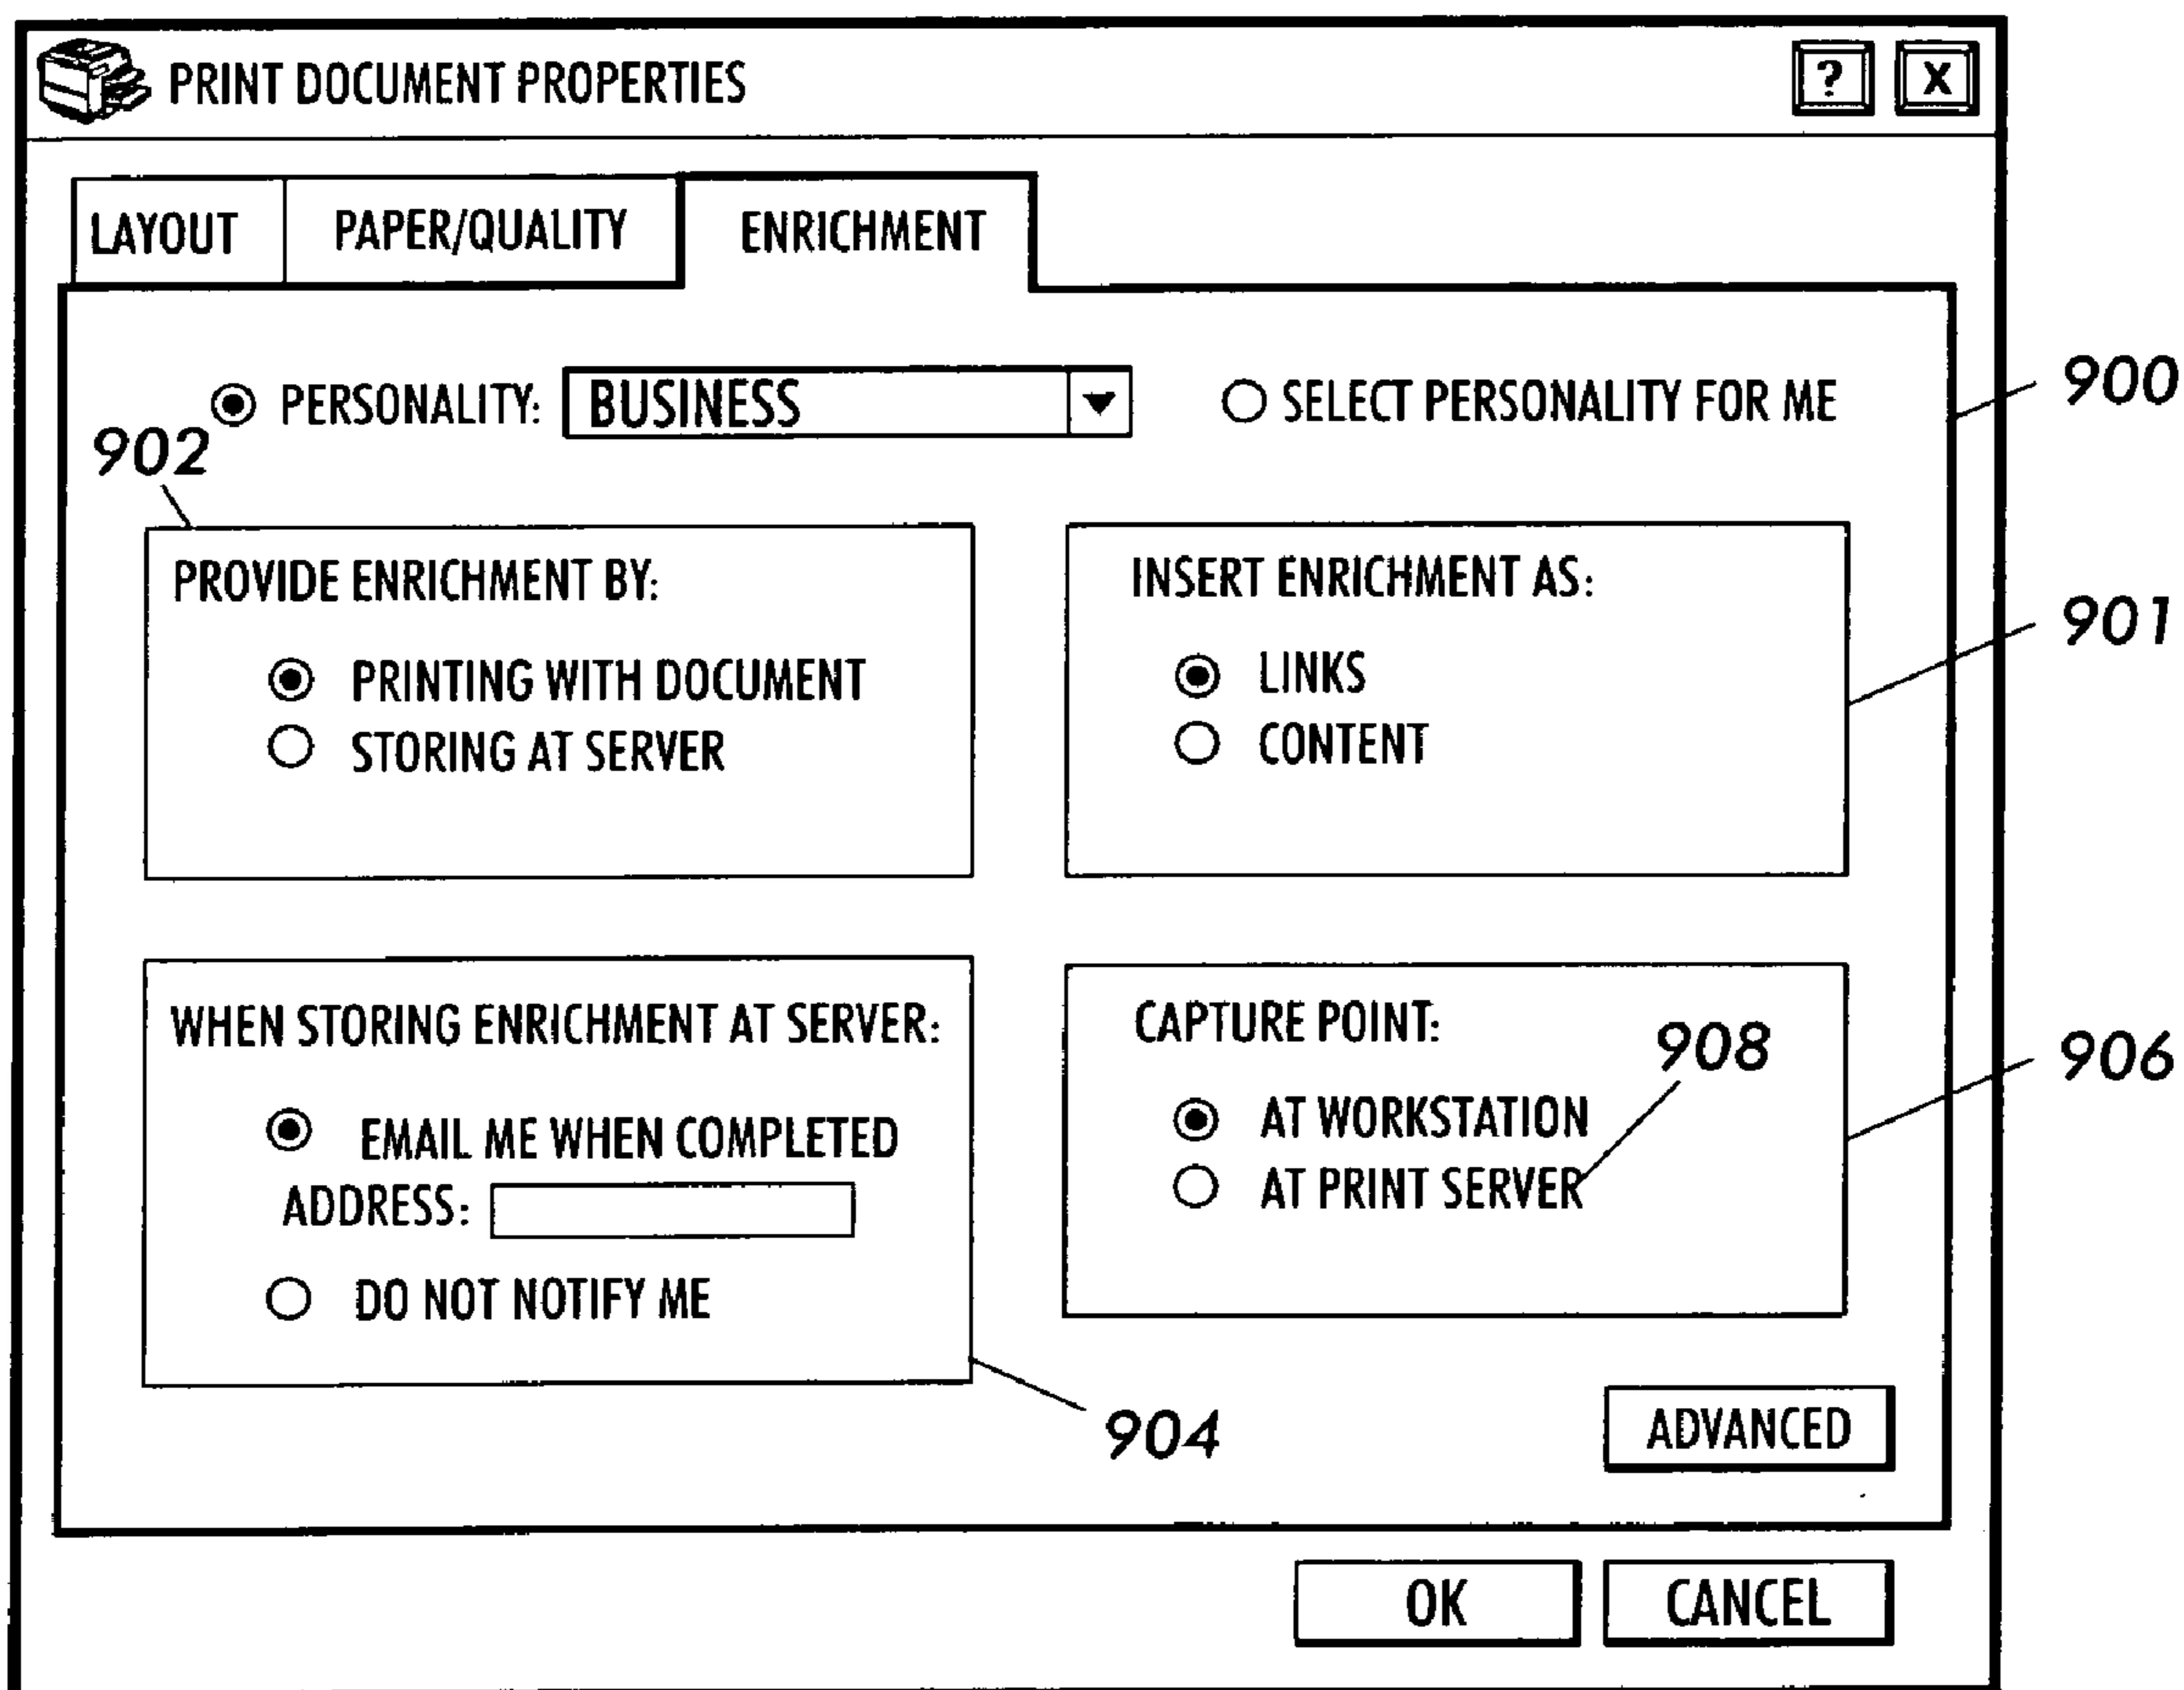 PRINT DOCUMENT PROPERTIES
? X
LAYOUT PAPER/QUALITY ENRICHMENT
PERSONALITY: BUSINESS SELECT PERSONALITY FOR ME
900
902
PROVIDE ENRICHMENT BY:
PRINTING WITH DOCUMENT
STORING AT SERVER
INSERT ENRICHMENT AS:
LINKS
CONTENT
901
WHEN STORING ENRICHMENT AT SERVER:
EMAIL ME WHEN COMPLETED
ADDRESS:
DO NOT NOTIFY ME
904
CAPTURE POINT:
908
AT WORKSTATION
AT PRINT SERVER
906
ADVANCED
OK CANCEL